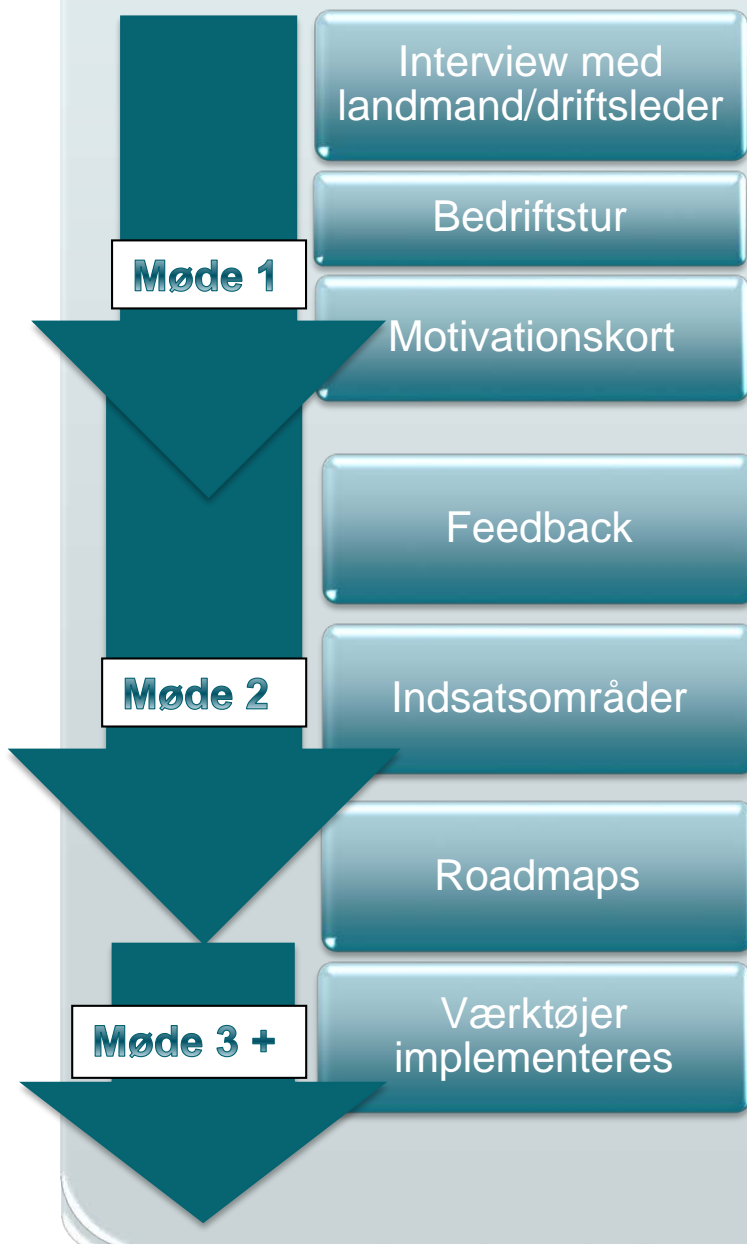 Interview med
landmand/driftsleder
Bedriftstur
Møde 1
Motivationskort
Feedback
Møde 2
Indsatsområder
Roadmaps
Møde 3 +
Værktøjer
implementeres